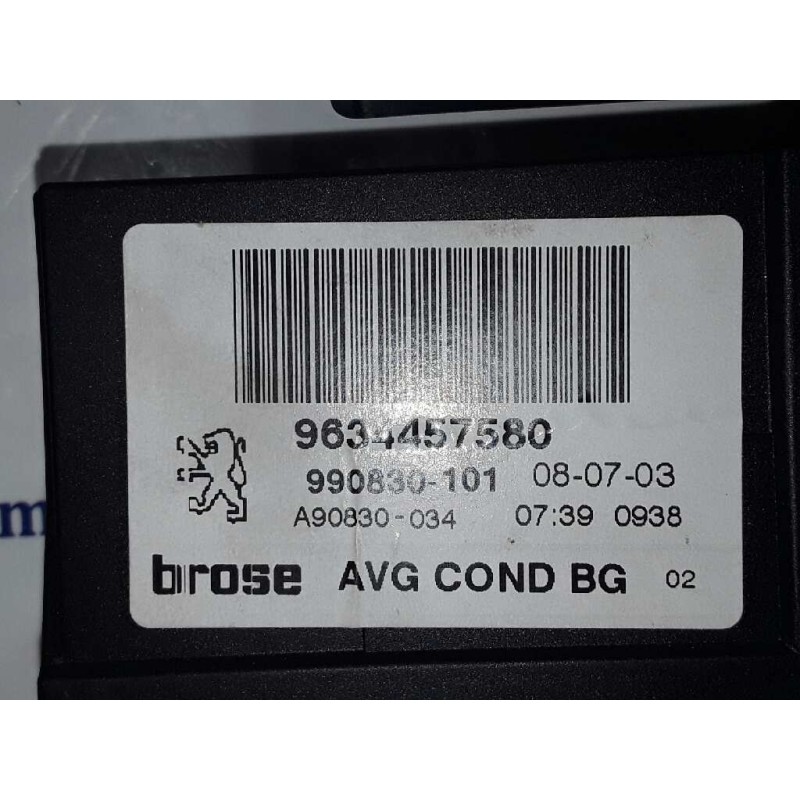 9634457580
990830-101 08-07-03
A90830-034 07:39 0938
brose AVG COND BG 02
m